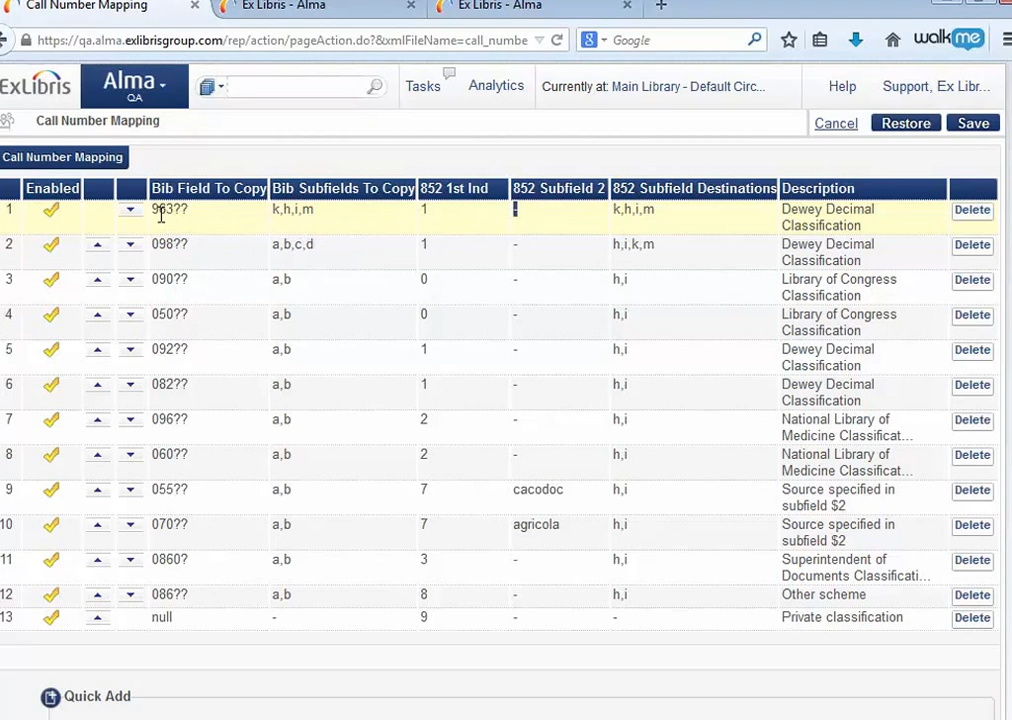 Call Number Mapping × Ex Libris - Alma × Ex Libris - Alma × +
https://qa.alma.exlibrisgroup.com/rep/action/pageAction.do?&xmlFileName=call_numbe Google walkme
ExLibris Alma QA Tasks Analytics Currently at: Main Library - Default Circ... Help Support, Ex Libr...
Call Number Mapping Cancel Restore Save
Call Number Mapping
Enabled Bib Field To Copy Bib Subfields To Copy 852 1st Ind 852 Subfield 2 852 Subfield Destinations Description
1 983?? k,h,i,m 1 - k,h,i,m Dewey Decimal Classification Delete
2 098?? a,b,c,d 1 - h,i,k,m Dewey Decimal Classification Delete
3 090?? a,b 0 - h,i Library of Congress Classification Delete
4 050?? a,b 0 - h,i Library of Congress Classification Delete
5 092?? a,b 1 - h,i Dewey Decimal Classification Delete
6 082?? a,b 1 - h,i Dewey Decimal Classification Delete
7 096?? a,b 2 - h,i National Library of Medicine Classificat... Delete
8 060?? a,b 2 - h,i National Library of Medicine Classificat... Delete
9 055?? a,b 7 cacodoc h,i Source specified in subfield $2 Delete
10 070?? a,b 7 agricola h,i Source specified in subfield $2 Delete
11 0860? a,b 3 - h,i Superintendent of Documents Classificati... Delete
12 086?? a,b 8 - h,i Other scheme Delete
13 null - 9 - - Private classification Delete
Quick Add